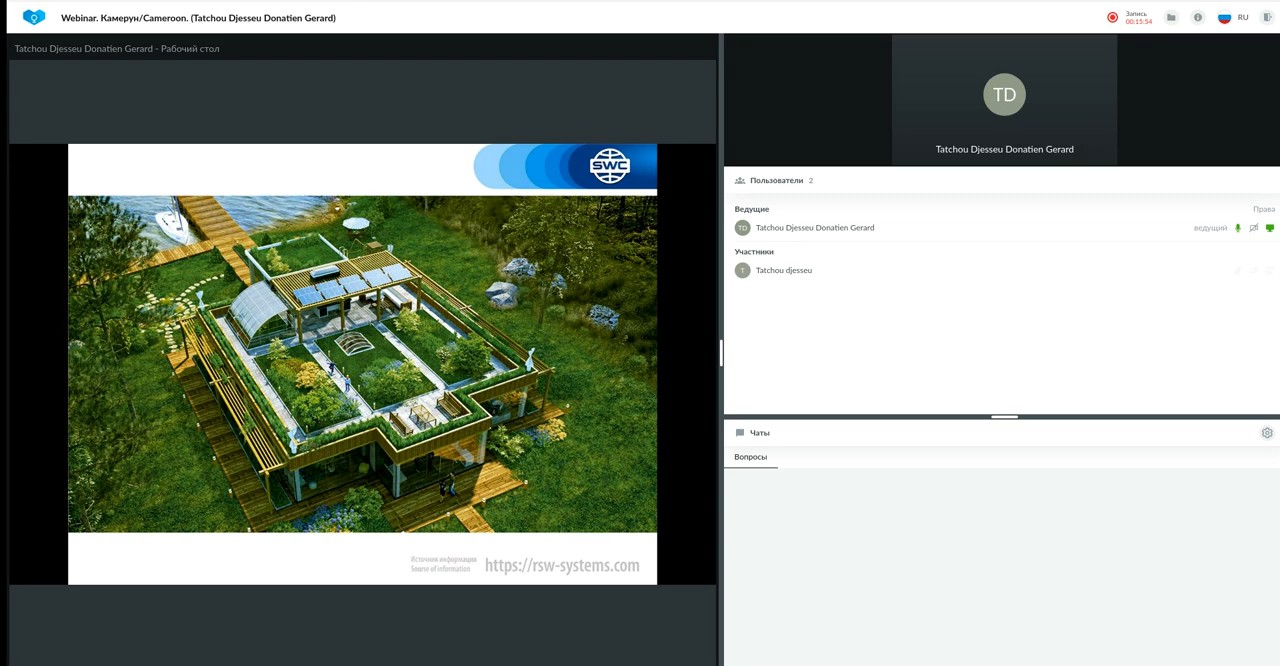 Webinar. Камерун/Cameroon. (Tatchou Djesseu Donatien Gerard)
Запись
00:15:54
RU
Tatchou Djesseu Donatien Gerard - Рабочий стол
SWC
Источник информации
Source of information
https://rsw-systems.com
TD
Tatchou Djesseu Donatien Gerard
Пользователи 2
Ведущие Права
TD Tatchou Djesseu Donatien Gerard ведущий
Участники
T Tatchou djesseu
Чаты
Вопросы